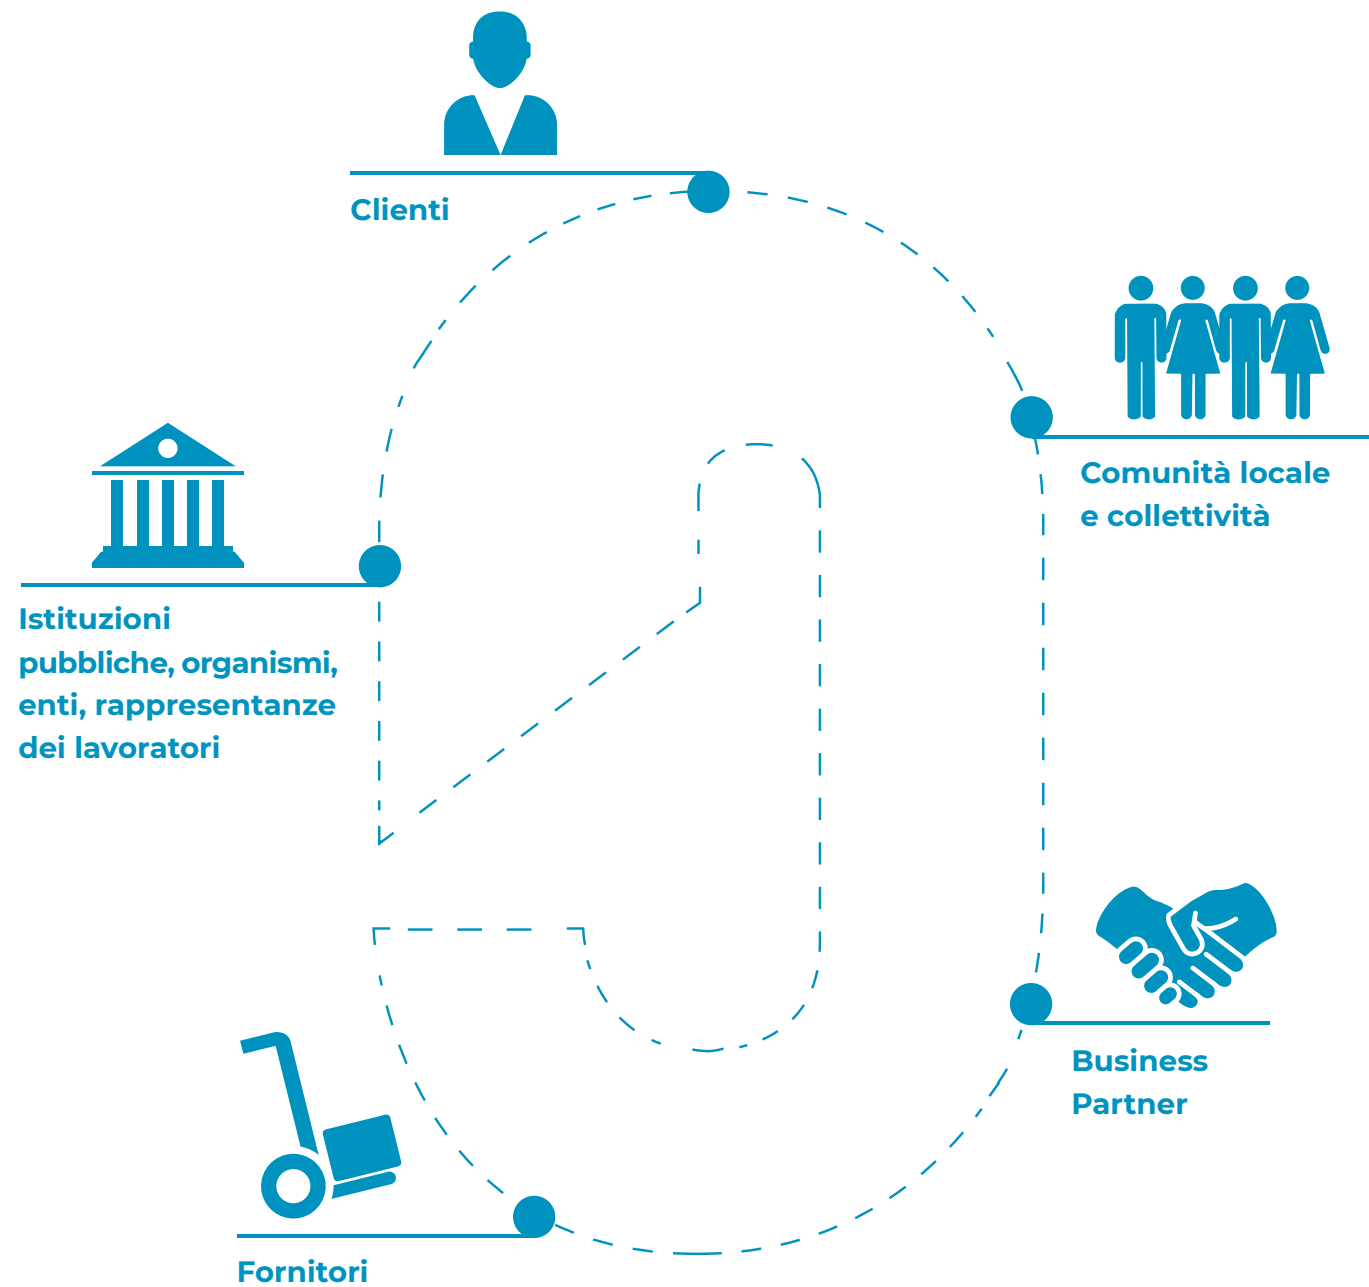 Clienti
Comunità locale
e collettività
Istituzioni
pubbliche, organismi,
enti, rappresentanze
dei lavoratori
Business
Partner
Fornitori